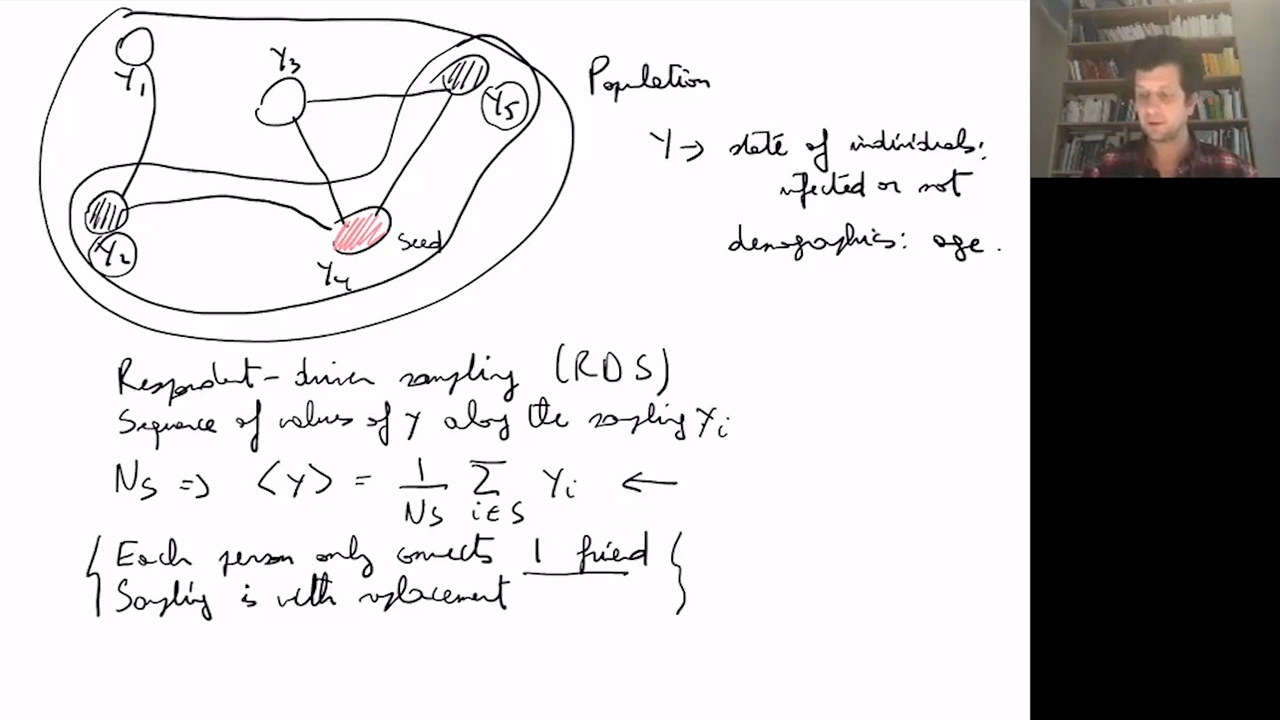 Y1
Y3
Y5
Population
Y → state of individuals:
infected or not
Y2
Seed
Y4
demographics: age.
Respondent-driven sampling (RDS)
Sequence of values of Y along the sampling Yi
NS => <Y> = 1/NS Σ i∈S Yi ←
{ Each person only connects 1 friend }
Sampling is with replacement